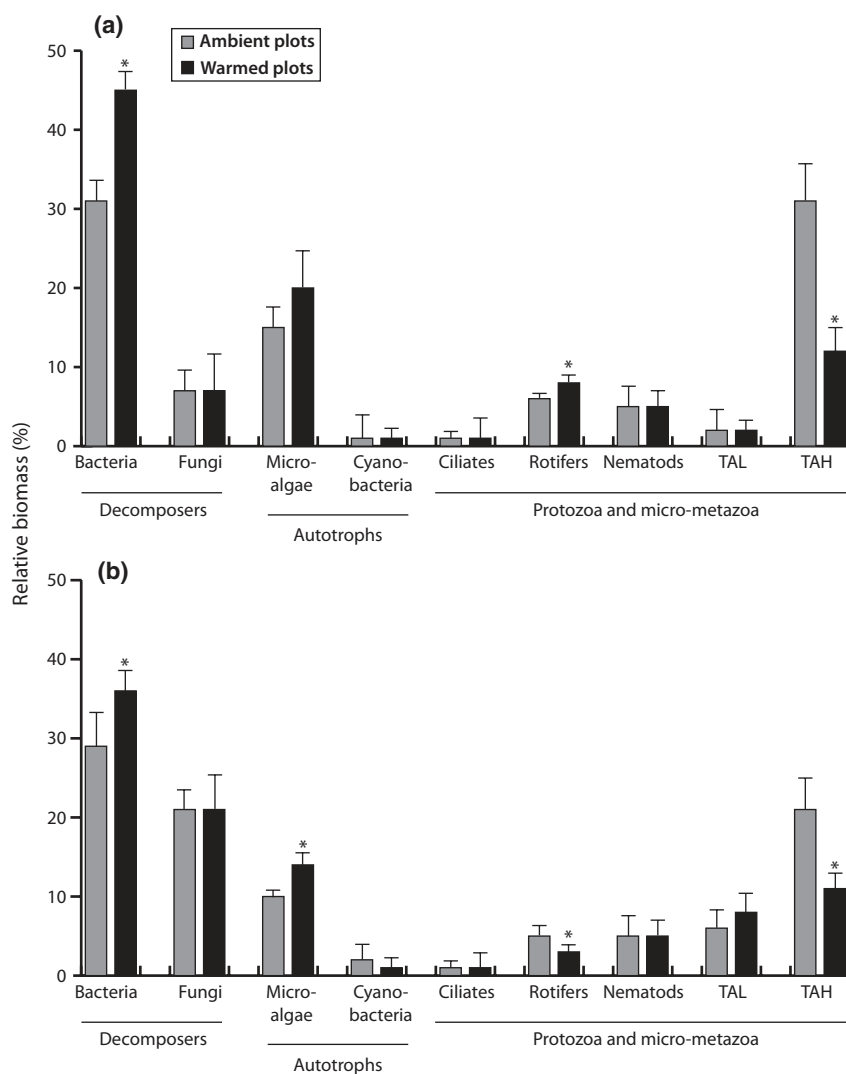 (a)
Ambient plots
Warmed plots
50
40
30
20
10
0
*
*
*
Bacteria Fungi Micro-algae Cyano-bacteria Ciliates Rotifers Nematods TAL TAH
Decomposers
Autotrophs
Protozoa and micro-metazoa
Relative biomass (%)
(b)
50
40
30
20
10
0
*
*
*
*
Bacteria Fungi Micro-algae Cyano-bacteria Ciliates Rotifers Nematods TAL TAH
Decomposers
Autotrophs
Protozoa and micro-metazoa